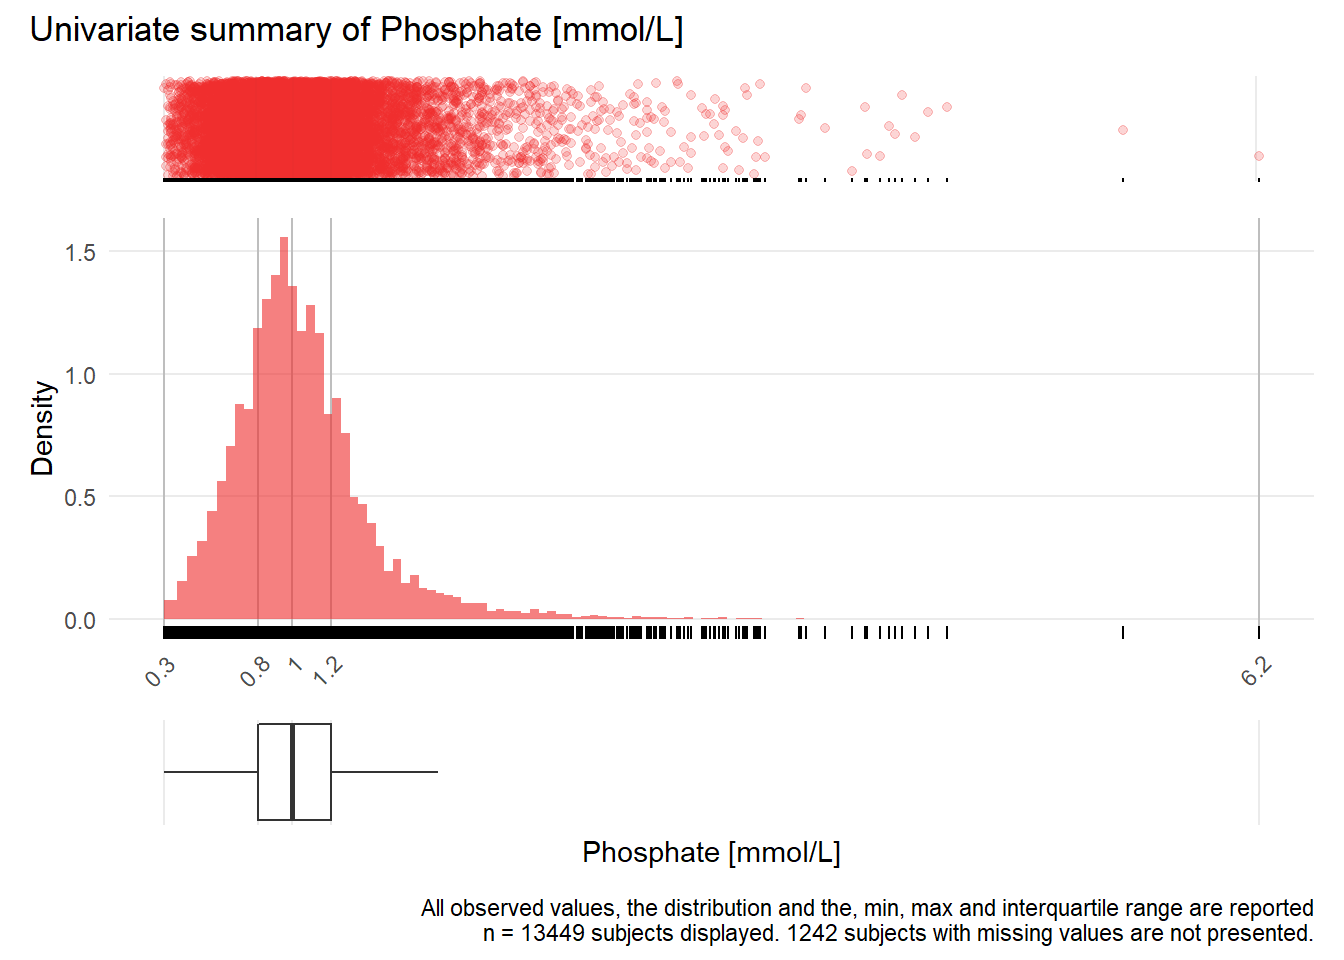 Univariate summary of Phosphate [mmol/L]
1.5
1.0
0.5
0.0
Density
0.3 0.8 1 1.2 6.2
Phosphate [mmol/L]
All observed values, the distribution and the, min, max and interquartile range are reported
n = 13449 subjects displayed. 1242 subjects with missing values are not presented.